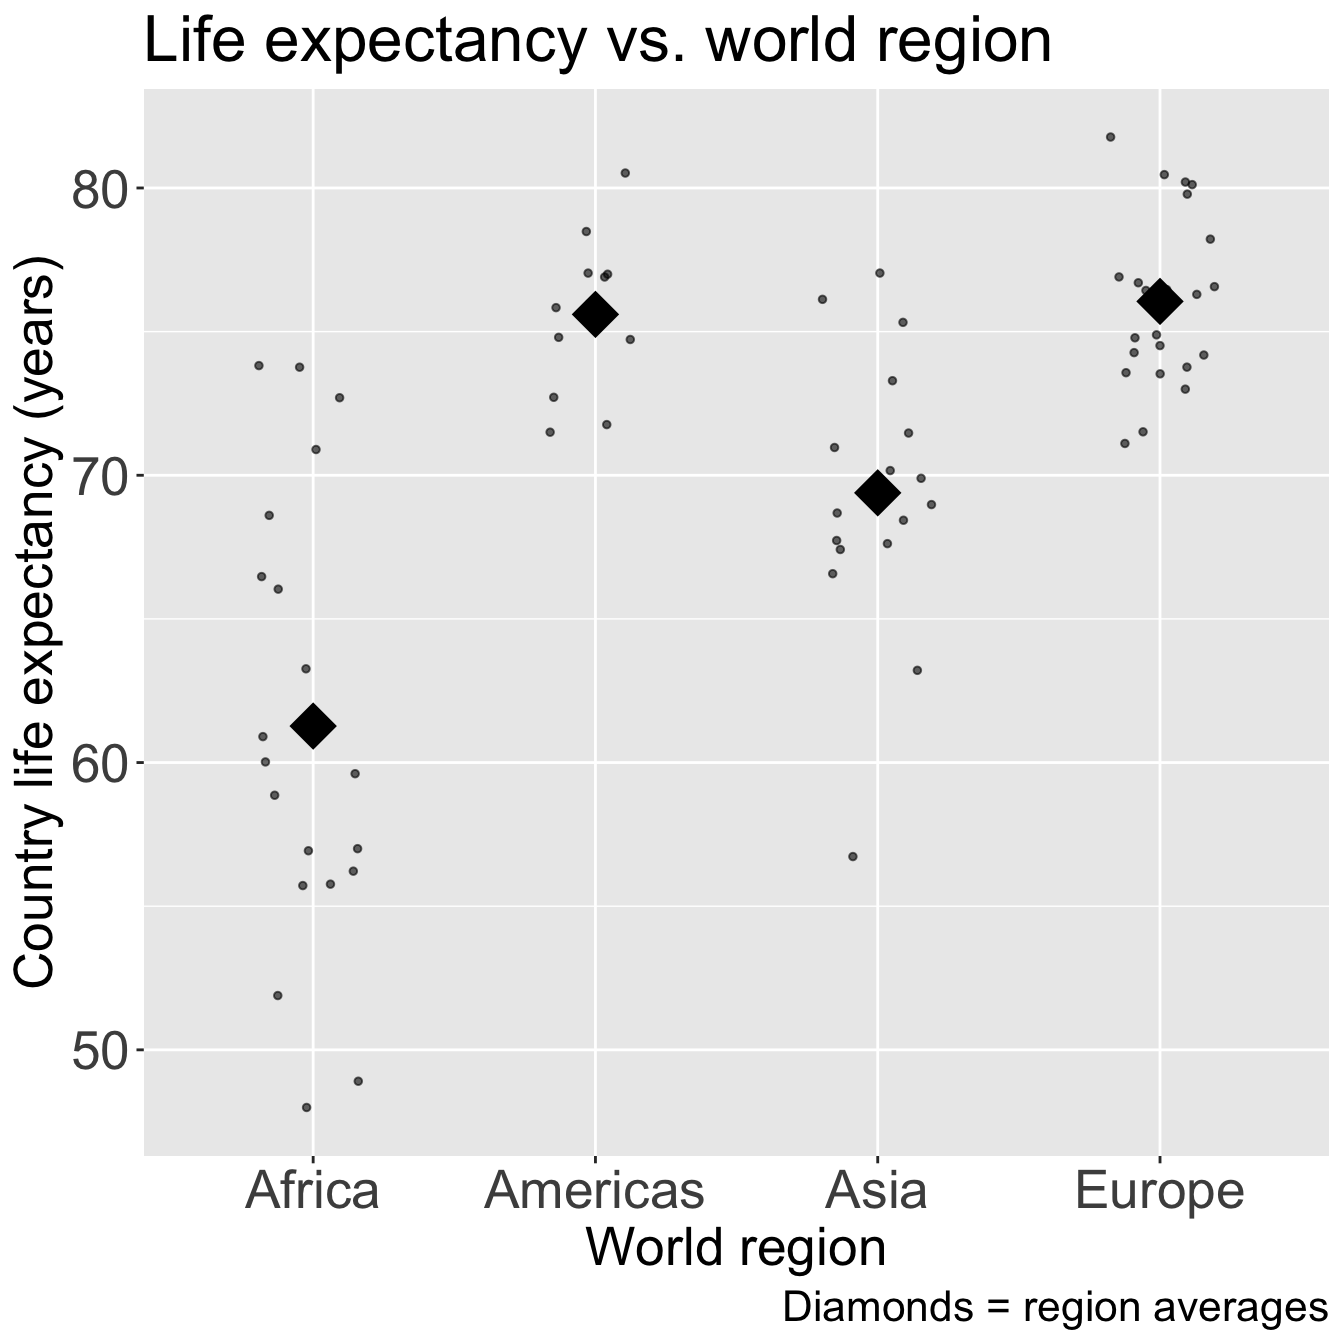 Life expectancy vs. world region
Country life expectancy (years)
80
70
60
50
Africa Americas Asia Europe
World region
Diamonds = region averages